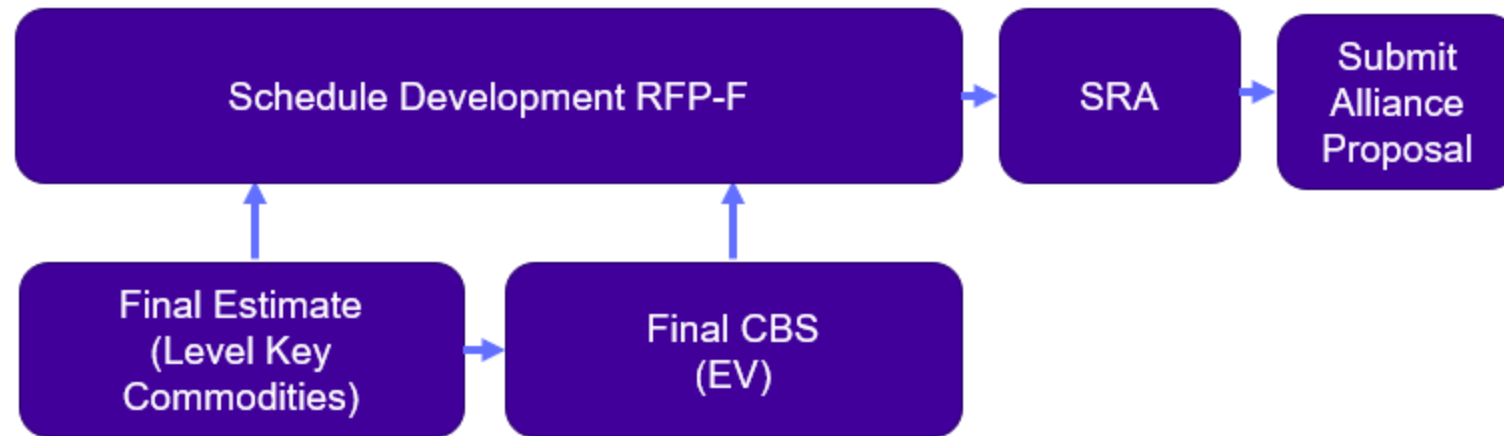 Schedule Development RFP-F
SRA
Submit
Alliance
Proposal
Final Estimate
(Level Key
Commodities)
Final CBS
(EV)